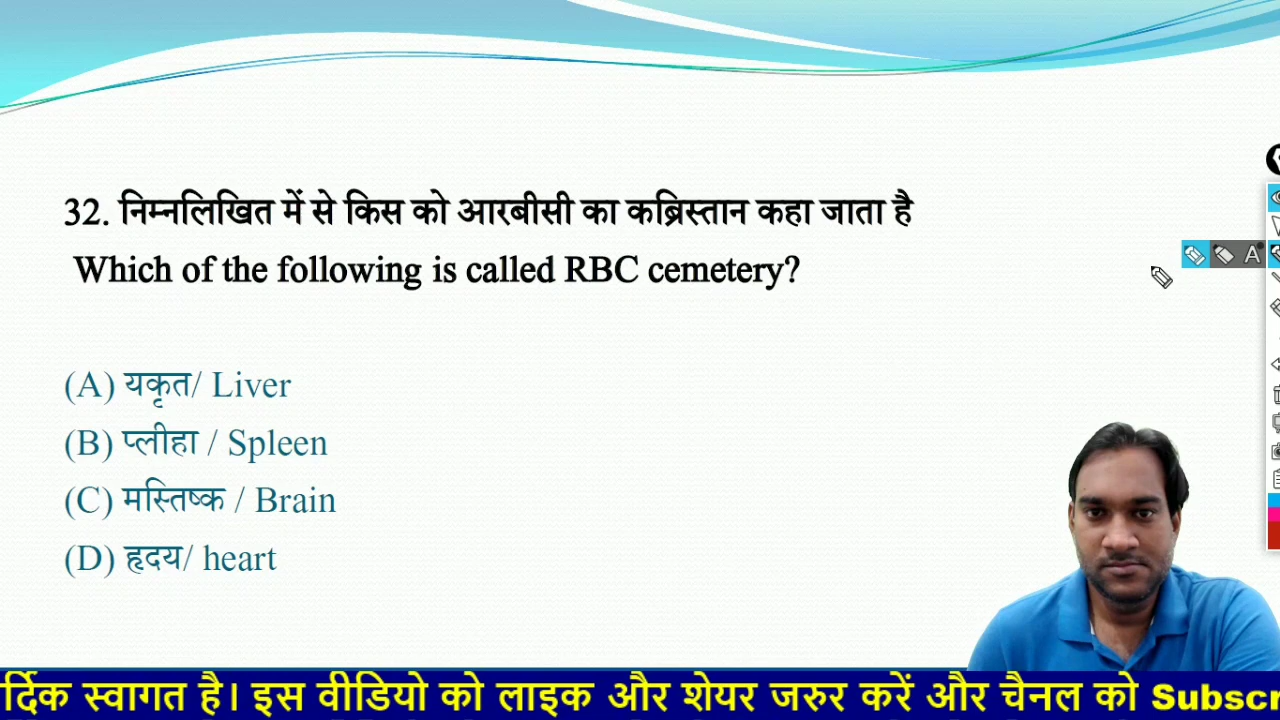 32. निम्नलिखित में से किस को आरबीसी का कब्रिस्तान कहा जाता है
Which of the following is called RBC cemetery?
(A) यकृत/ Liver
(B) प्लीहा / Spleen
(C) मस्तिष्क / Brain
(D) हृदय/ heart
A
र्दिक स्वागत है। इस वीडियो को लाइक और शेयर जरुर करें और चैनल को Subscr